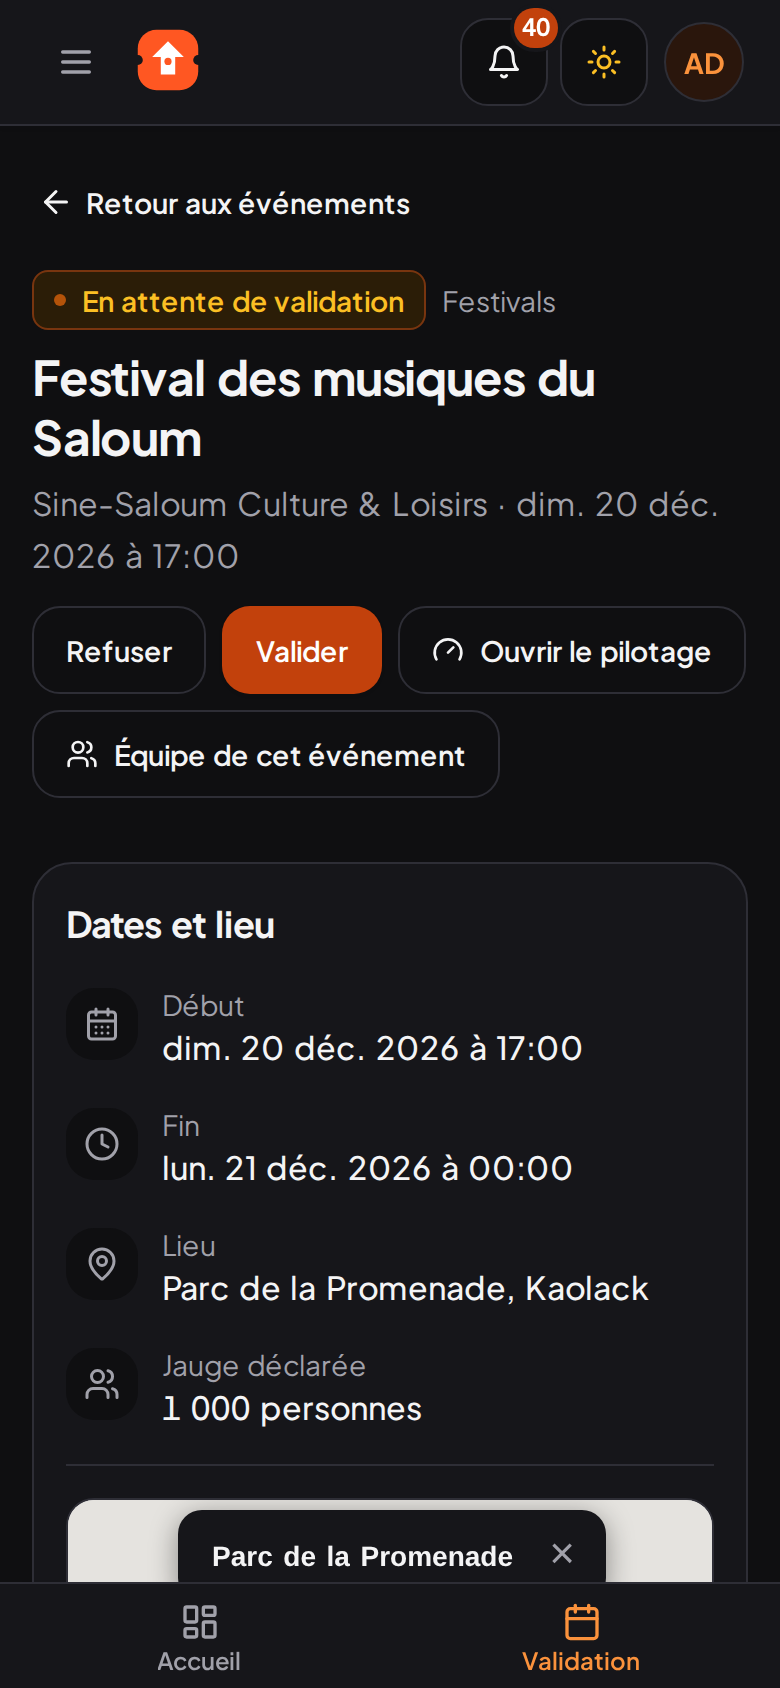 40
AD
Retour aux événements
En attente de validation Festivals
Festival des musiques du
Saloum
Sine-Saloum Culture & Loisirs · dim. 20 déc.
2026 à 17:00
Refuser Valider Ouvrir le pilotage
Équipe de cet événement
Dates et lieu
Début
dim. 20 déc. 2026 à 17:00
Fin
lun. 21 déc. 2026 à 00:00
Lieu
Parc de la Promenade, Kaolack
Jauge déclarée
1 000 personnes
Parc de la Promenade
Accueil Validation